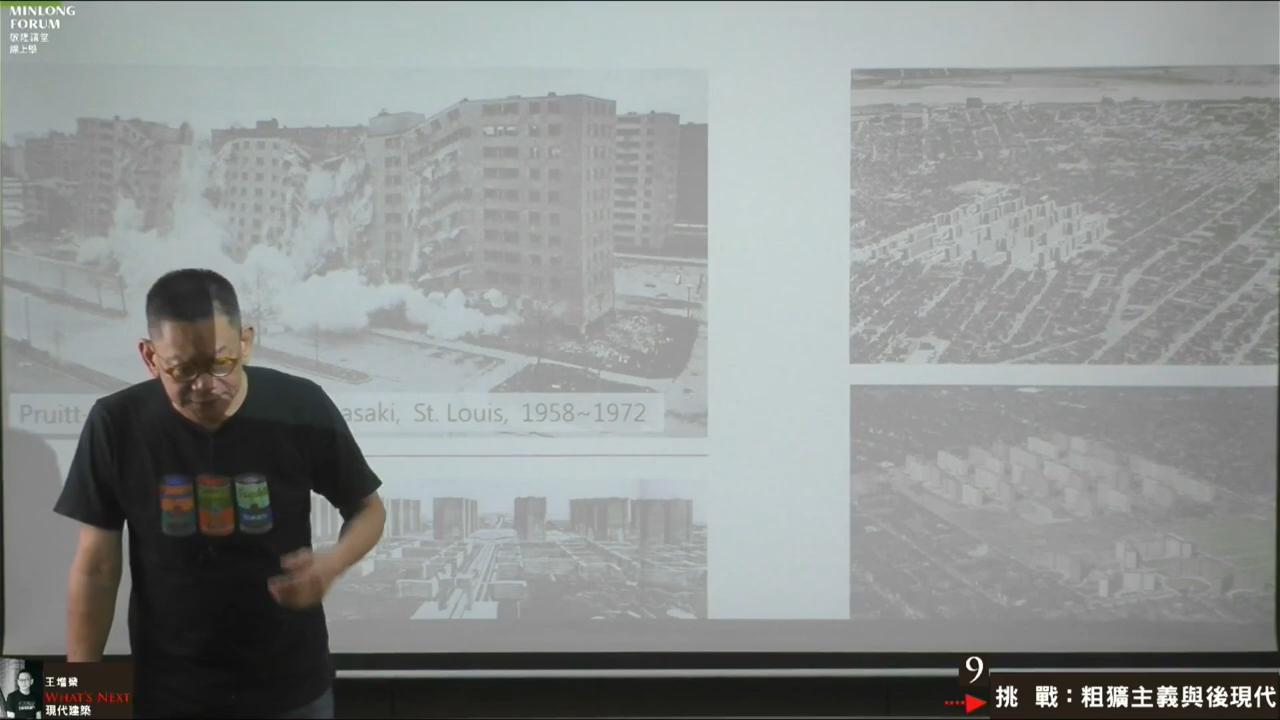 MINLONG
FORUM
敏隆講堂
線上學
Pruitt- asaki, St. Louis, 1958~1972
王增榮
WHAT'S NEXT
現代建築
9
挑 戰：粗獷主義與後現代